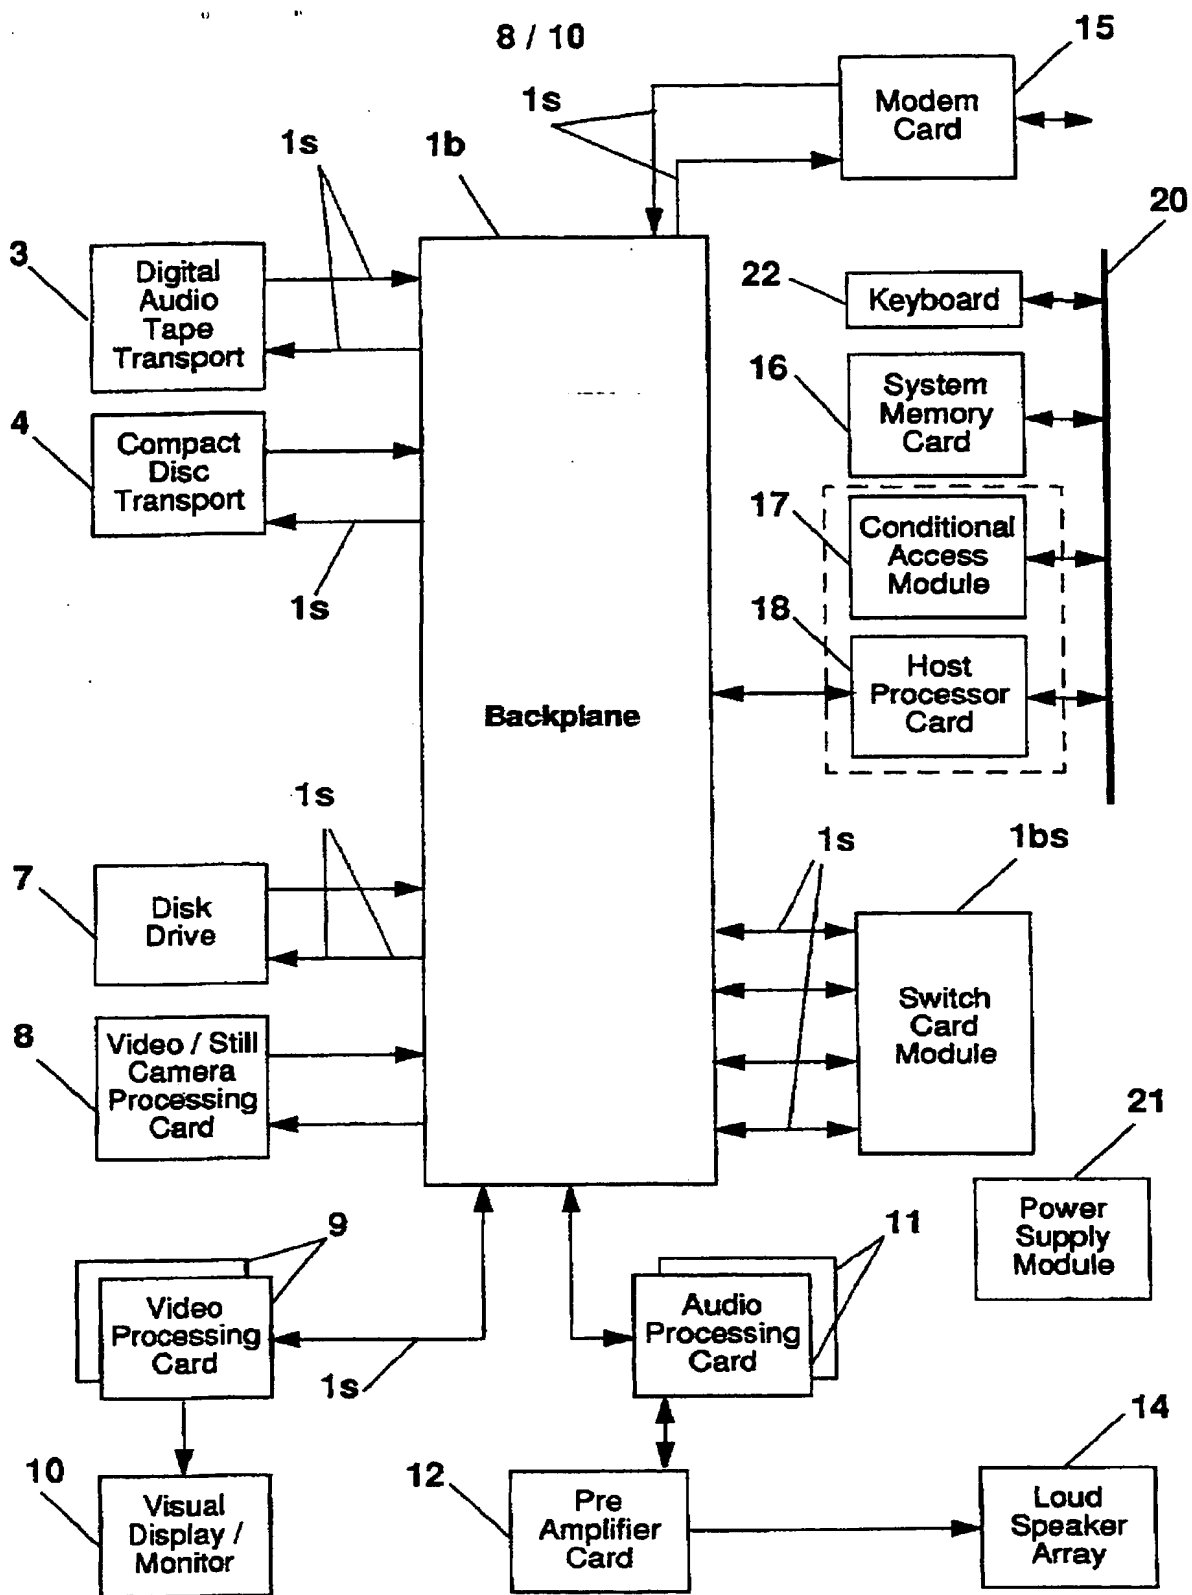 8 / 10
15
Modem
Card
1s
1s
1b
20
3
Digital
Audio
Tape
Transport
22
Keyboard
16
System
Memory
Card
4
Compact
Disc
Transport
17
Conditional
Access
Module
1s
18
Host
Processor
Card
Backplane
1s
1s
1bs
7
Disk
Drive
Switch
Card
Module
8
Video / Still
Camera
Processing
Card
21
Power
Supply
Module
9
Video
Processing
Card
1s
11
Audio
Processing
Card
14
10
Visual
Display /
Monitor
12
Pre
Amplifier
Card
Loud
Speaker
Array